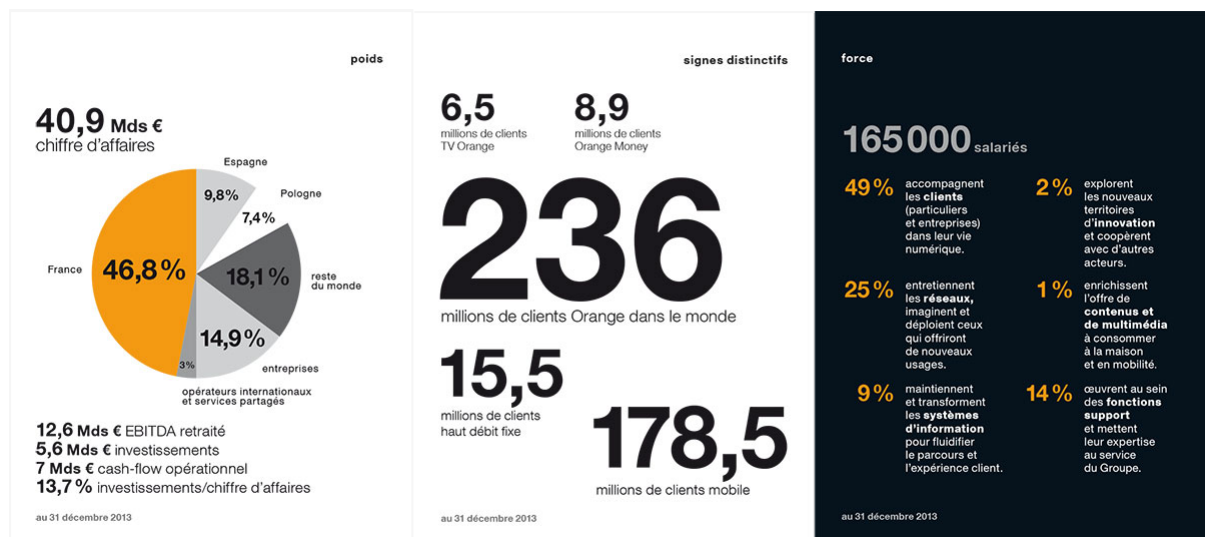 poids
40,9 Mds €
chiffre d'affaires
Espagne
9,8%
Pologne
7,4%
France
46,8%
18,1%
reste
du monde
14,9%
entreprises
3%
opérateurs internationaux
et services partagés
12,6 Mds € EBITDA retraité
5,6 Mds € investissements
7 Mds € cash-flow opérationnel
13,7% investissements/chiffre d'affaires
au 31 décembre 2013
signes distinctifs
6,5
millions de clients
TV Orange
8,9
millions de clients
Orange Money
236
millions de clients Orange dans le monde
15,5
millions de clients
haut débit fixe
178,5
millions de clients mobile
au 31 décembre 2013
force
165 000 salariés
49%
accompagnent
les clients
(particuliers
et entreprises)
dans leur vie
numérique.
2%
explorent
les nouveaux
territoires
d'innovation
et coopèrent
avec d'autres
acteurs.
25%
entretiennent
les réseaux,
imaginent et
déploient ceux
qui offriront
de nouveaux
usages.
1%
enrichissent
l'offre de
contenus et
de multimédia
à consommer
à la maison
et en mobilité.
9%
maintiennent
et transforment
les systèmes
d'information
pour fluidifier
le parcours et
l'expérience client.
14%
œuvrent au sein
des fonctions
support
et mettent
leur expertise
au service
du Groupe.
au 31 décembre 2013